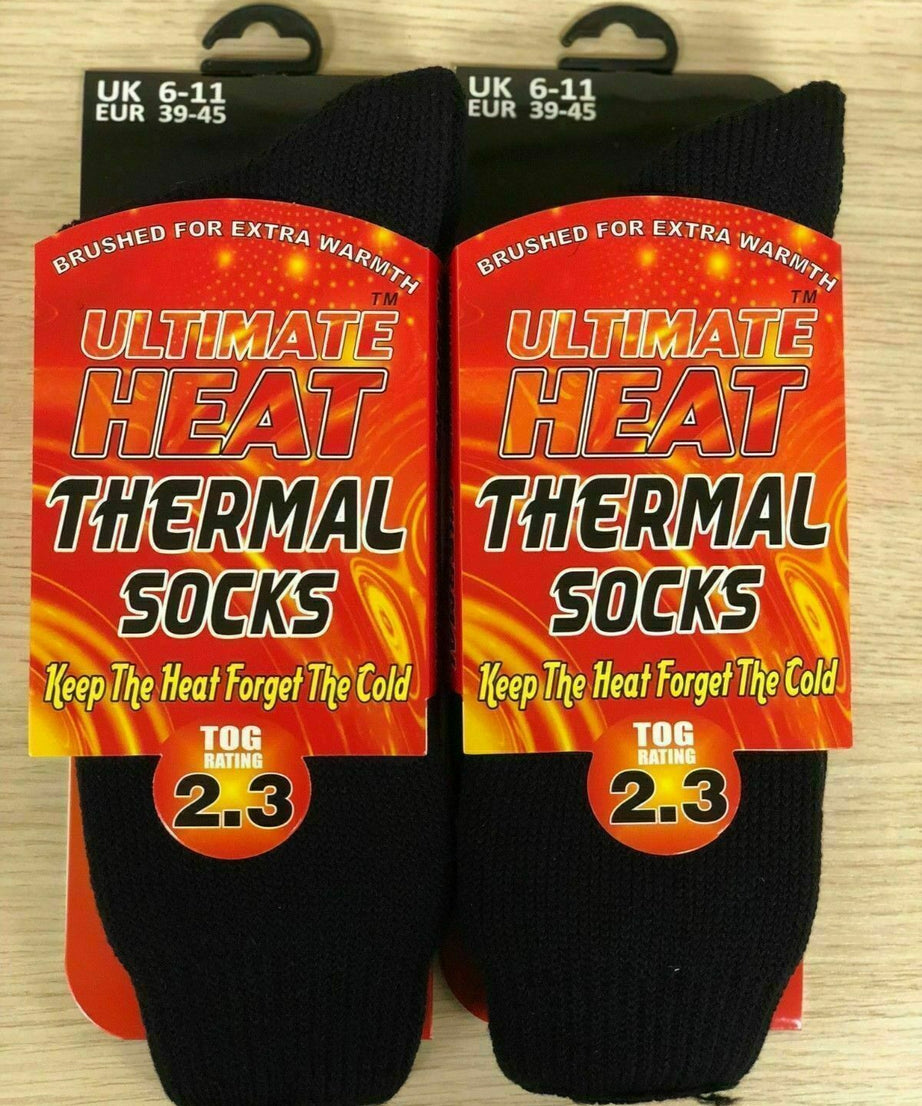 UK 6-11
EUR 39-45
BRUSHED FOR EXTRA WARMTH
TM
ULTIMATE
HEAT
THERMAL
SOCKS
Keep The Heat Forget The Cold
TOG
RATING
2.3
UK 6-11
EUR 39-45
BRUSHED FOR EXTRA WARMTH
TM
ULTIMATE
HEAT
THERMAL
SOCKS
Keep The Heat Forget The Cold
TOG
RATING
2.3